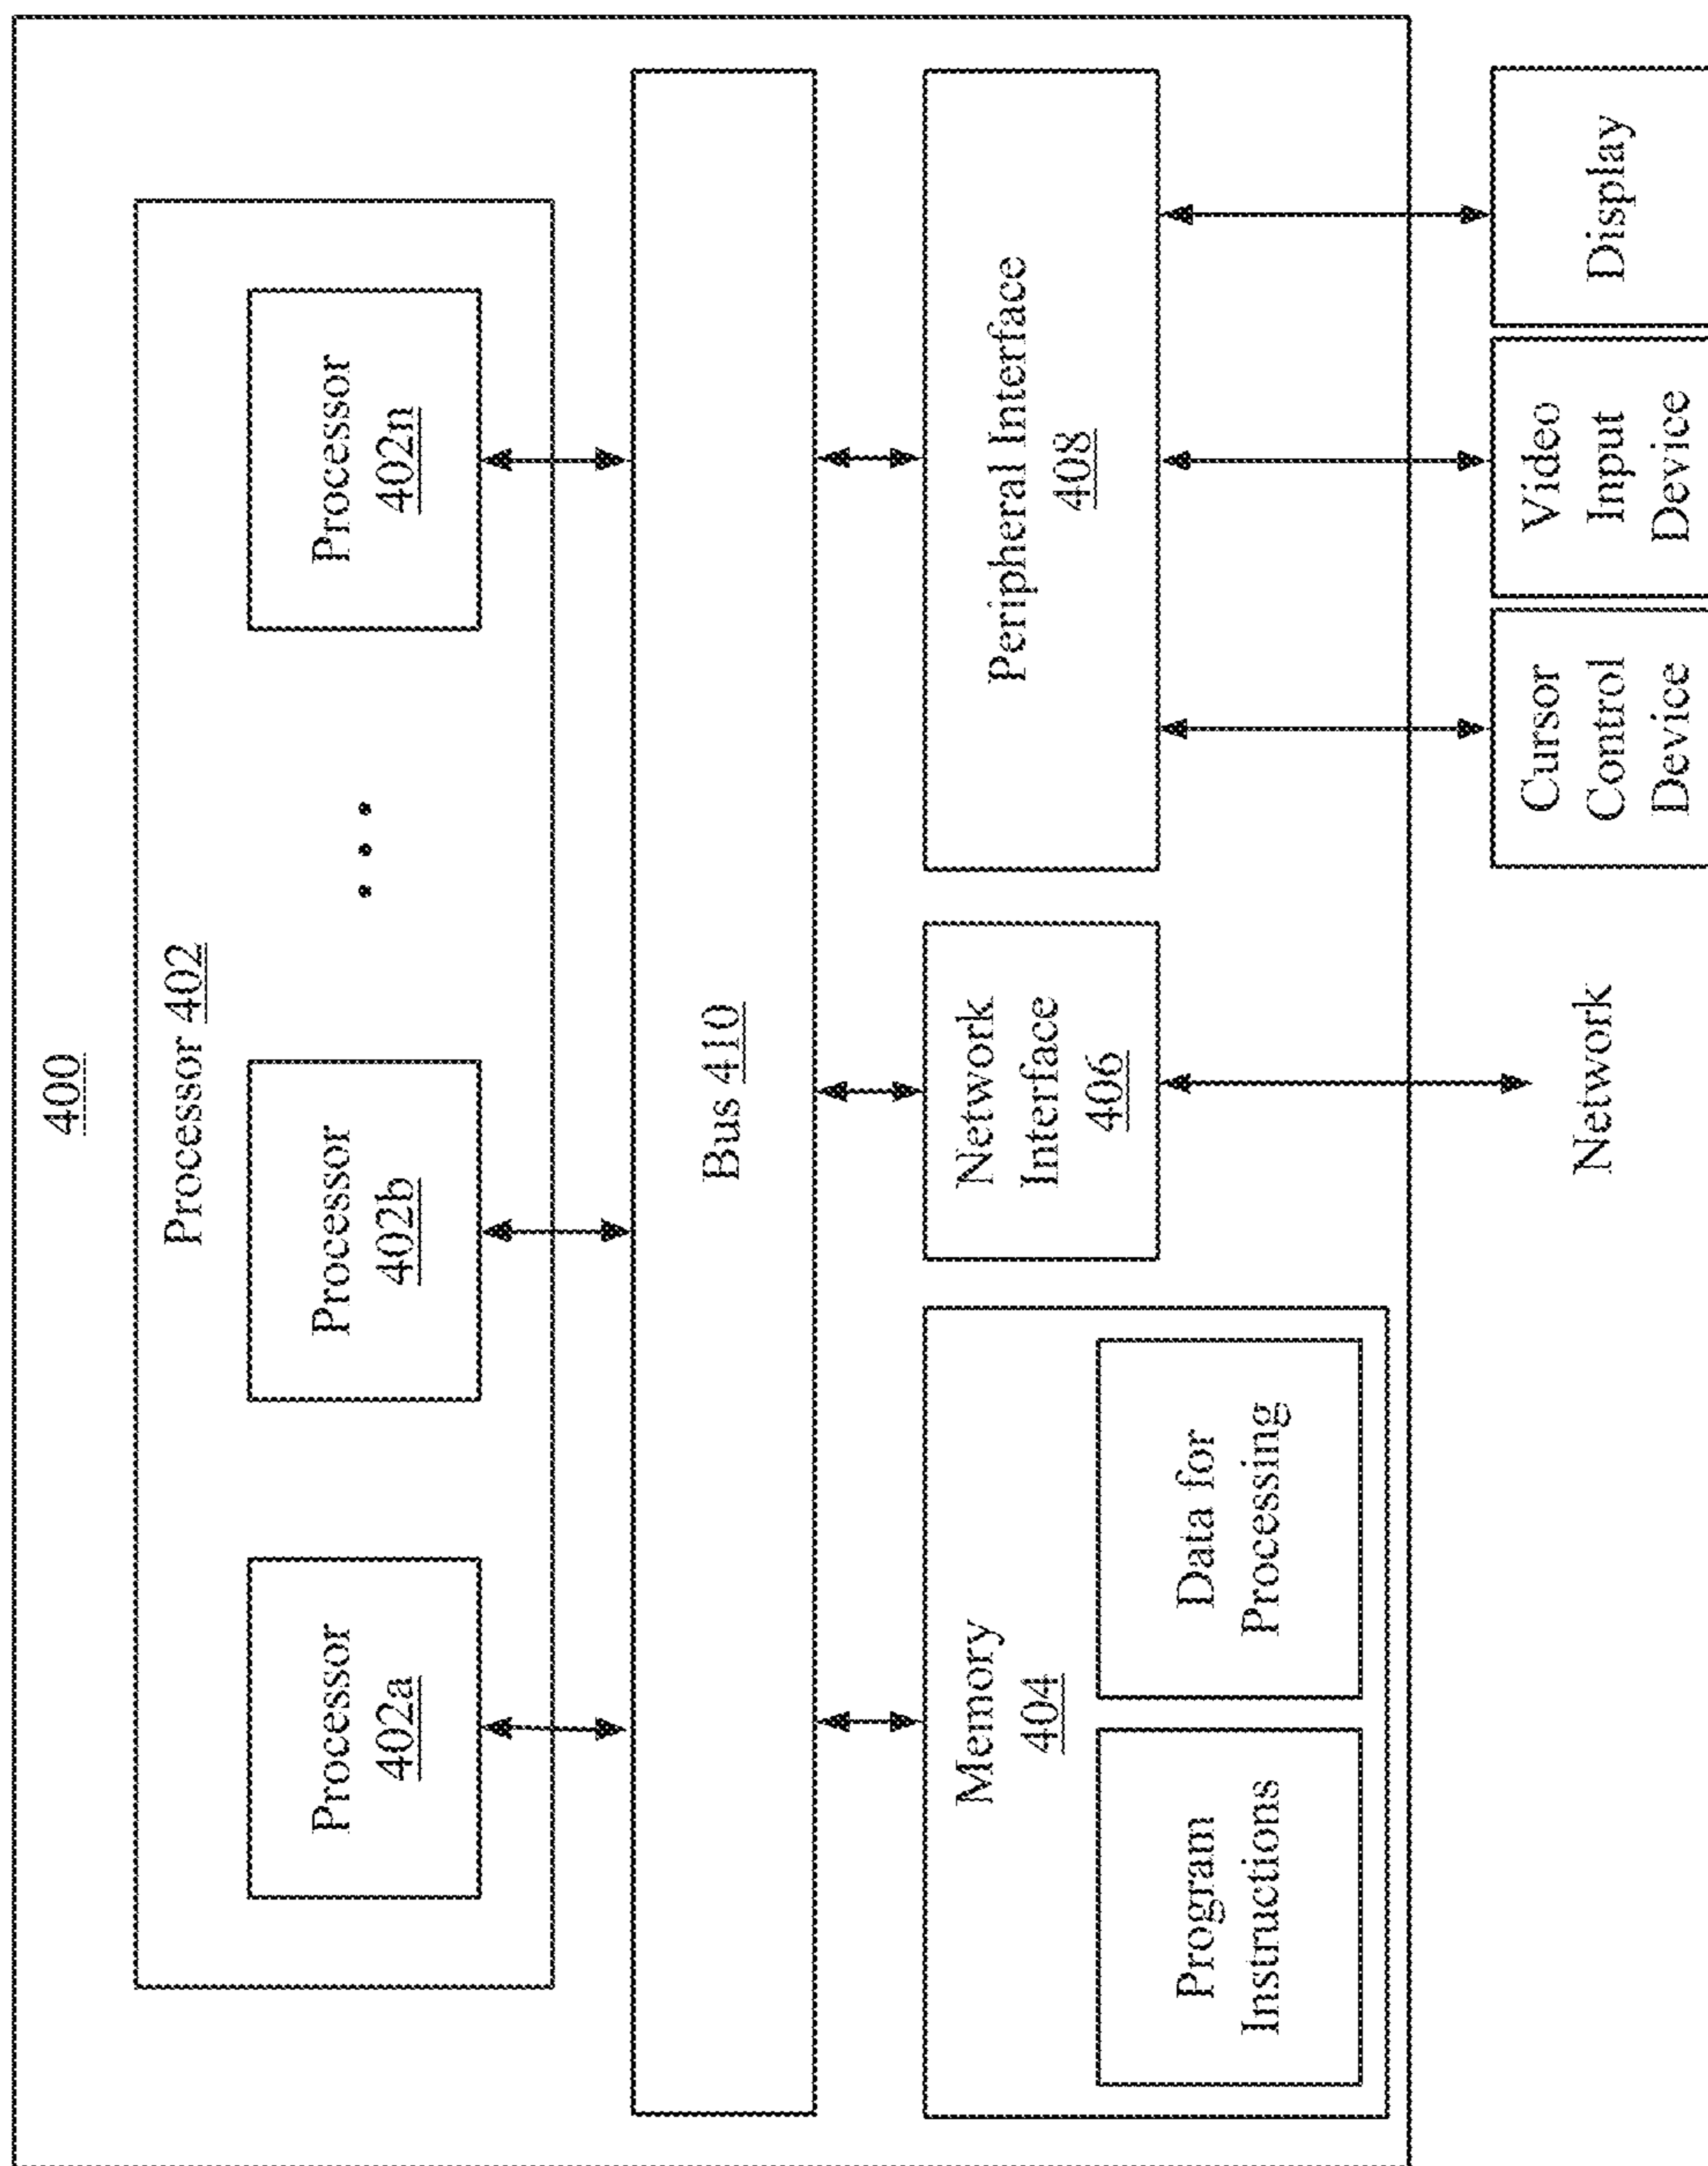 400
Processor 402
Processor
402a
Processor
402b
Processor
402n
Bus 410
Memory
404
Program
Instructions
Data for
Processing
Network
Interface
406
Peripheral Interface
408
Network
Cursor
Control
Device
Video
Input
Device
Display